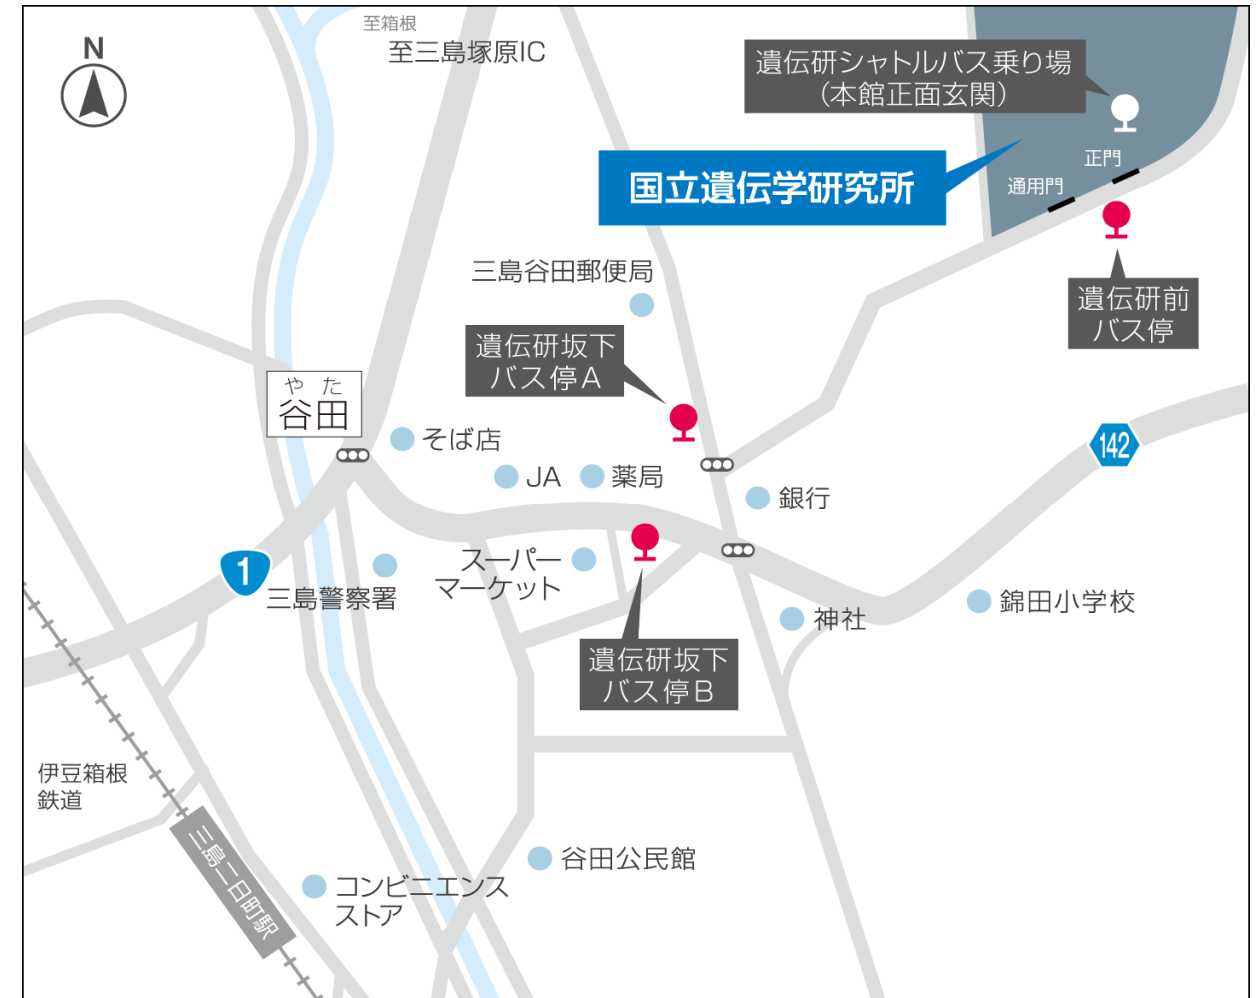 至箱根
至三島塚原IC
N
遺伝研シャトルバス乗り場
(本館正面玄関)
国立遺伝学研究所
正門
通用門
三島谷田郵便局
遺伝研前
バス停
遺伝研坂下
バス停A
やた
谷田
そば店
JA
薬局
142
銀行
1
三島警察署
スーパー
マーケット
神社
錦田小学校
遺伝研坂下
バス停B
伊豆箱根
鉄道
三島二日町駅
谷田公民館
コンビニエンス
ストア